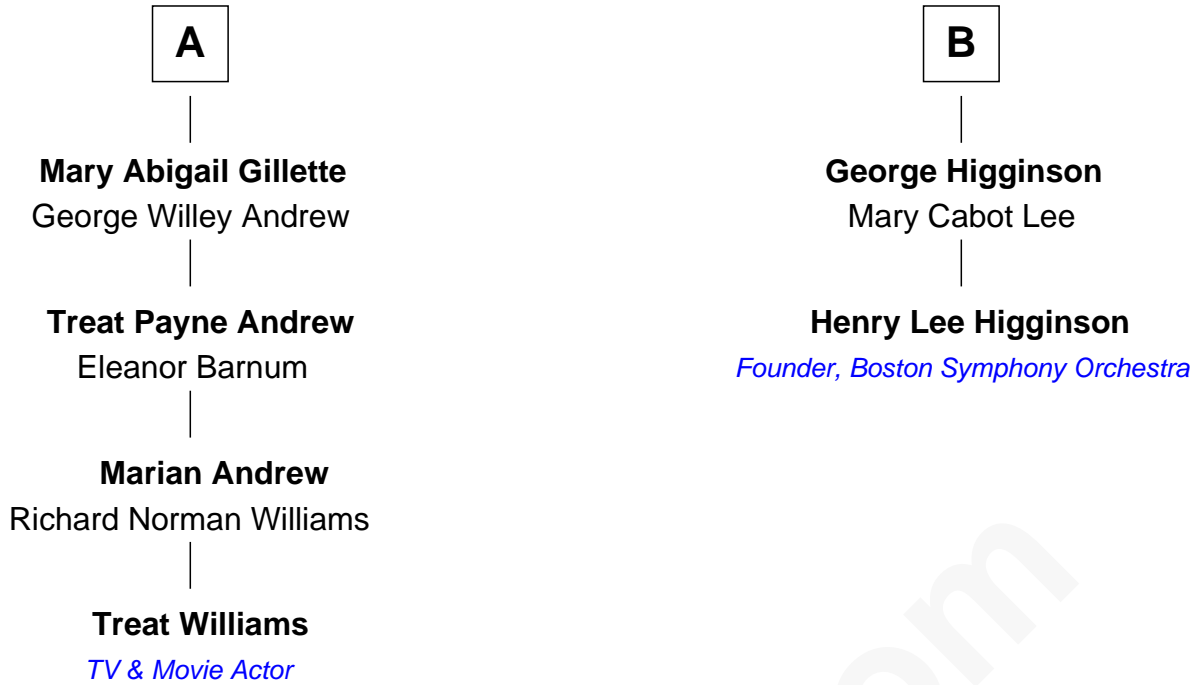 A
Mary Abigail Gillette
George Willey Andrew
Treat Payne Andrew
Eleanor Barnum
Marian Andrew
Richard Norman Williams
Treat Williams
TV & Movie Actor
B
George Higginson
Mary Cabot Lee
Henry Lee Higginson
Founder, Boston Symphony Orchestra
om